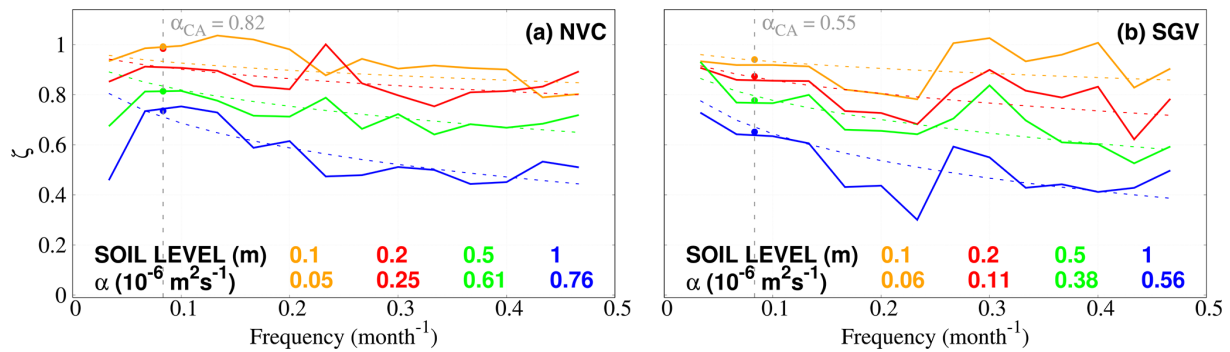 α_CA = 0.82
(a) NVC
ζ
1
0.8
0.6
0.4
0.2
0
SOIL LEVEL (m) 0.1 0.2 0.5 1
α (10⁻⁶ m²s⁻¹) 0.05 0.25 0.61 0.76
0 0.1 0.2 0.3 0.4 0.5
Frequency (month⁻¹)
α_CA = 0.55
(b) SGV
SOIL LEVEL (m) 0.1 0.2 0.5 1
α (10⁻⁶ m²s⁻¹) 0.06 0.11 0.38 0.56
0 0.1 0.2 0.3 0.4 0.5
Frequency (month⁻¹)